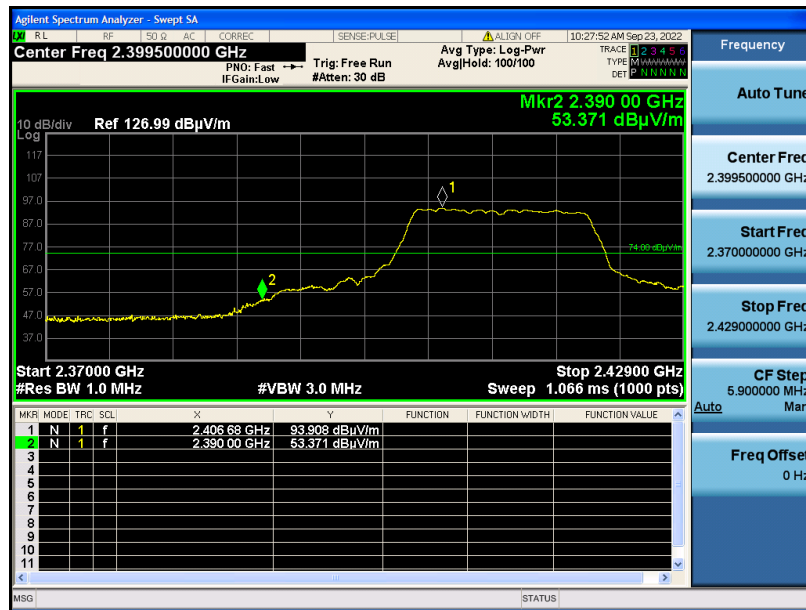 Agilent Spectrum Analyzer - Swept SA
LXI RL RF 50 Ω AC CORREC SENSE:PULSE ALIGN OFF 10:27:52 AM Sep 23, 2022
Center Freq 2.399500000 GHz
PNO: Fast
IFGain:Low
Trig: Free Run
#Atten: 30 dB
Avg Type: Log-Pwr
Avg|Hold: 100/100
TRACE 1 2 3 4 5 6
TYPE M
DET P N N N N N
Mkr2 2.390 00 GHz
53.371 dBµV/m
10 dB/div Ref 126.99 dBµV/m
Log
117
107
97.0
87.0
77.0
67.0
57.0
47.0
37.0
1
2
74.00 dBµV/m
Start 2.37000 GHz Stop 2.42900 GHz
#Res BW 1.0 MHz #VBW 3.0 MHz Sweep 1.066 ms (1000 pts)
MKR MODE TRC SCL X Y FUNCTION FUNCTION WIDTH FUNCTION VALUE
1 N 1 f 2.406 68 GHz 93.908 dBµV/m
2 N 1 f 2.390 00 GHz 53.371 dBµV/m
3
4
5
6
7
8
9
10
11
MSG STATUS
Frequency
Auto Tune
Center Freq
2.399500000 GHz
Start Freq
2.370000000 GHz
Stop Freq
2.429000000 GHz
CF Step
5.900000 MHz
Auto Man
Freq Offset
0 Hz